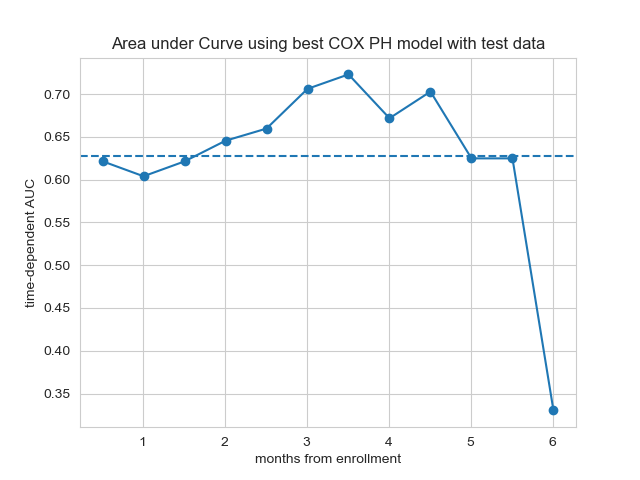 Area under Curve using best COX PH model with test data
time-dependent AUC
0.70
0.65
0.60
0.55
0.50
0.45
0.40
0.35
1 2 3 4 5 6
months from enrollment